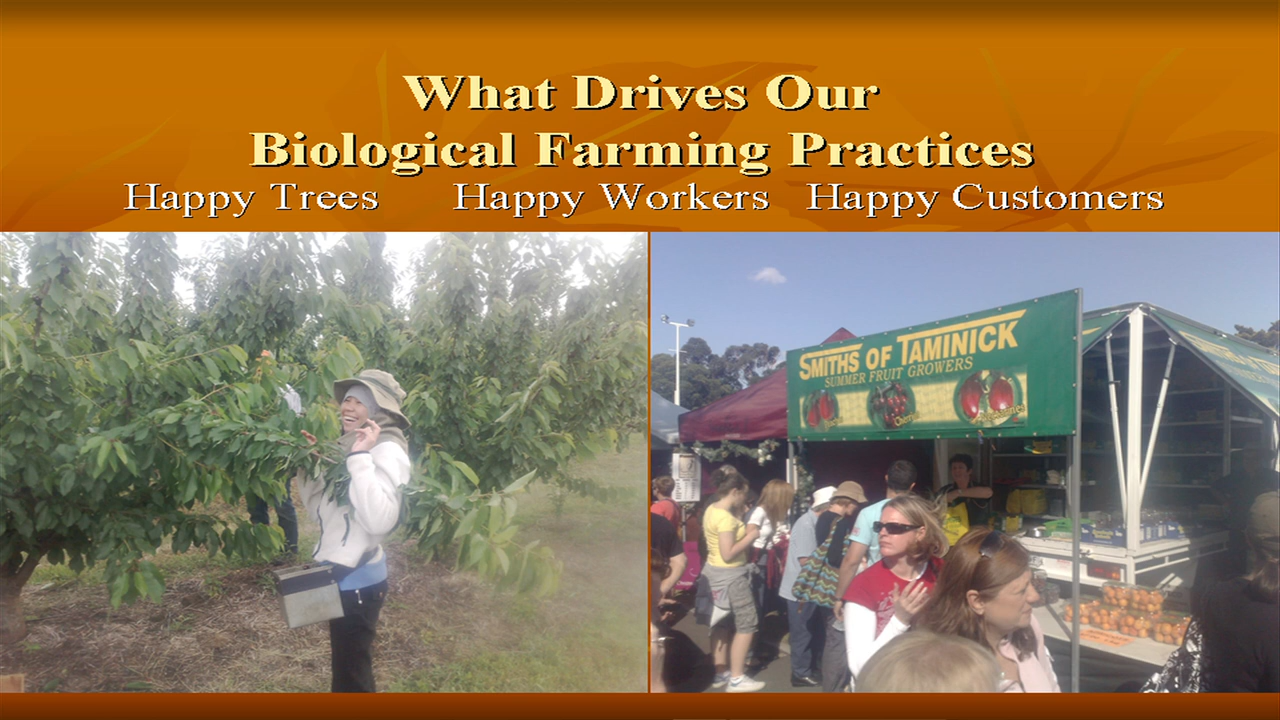 What Drives Our
Biological Farming Practices
Happy Trees Happy Workers Happy Customers
SMITHS OF TAMINICK
SUMMER FRUIT GROWERS